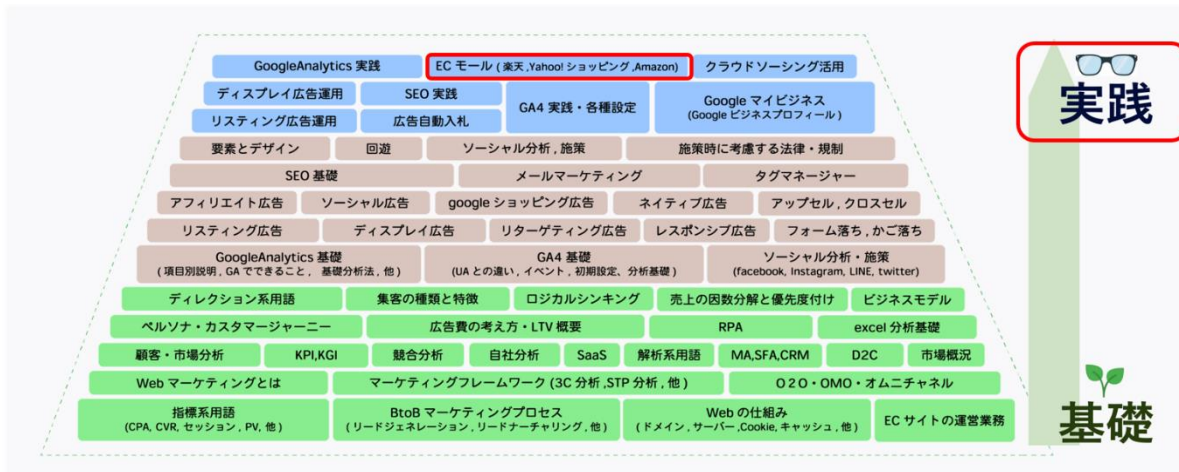 GoogleAnalytics 実践
EC モール ( 楽天 ,Yahoo! ショッピング ,Amazon)
クラウドソーシング活用
ディスプレイ広告運用
SEO 実践
GA4 実践・各種設定
Google マイビジネス
(Google ビジネスプロフィール )
リスティング広告運用
広告自動入札
要素とデザイン
回遊
ソーシャル分析 , 施策
施策時に考慮する法律・規制
SEO 基礎
メールマーケティング
タグマネージャー
アフィリエイト広告
ソーシャル広告
google ショッピング広告
ネイティブ広告
アップセル , クロスセル
リスティング広告
ディスプレイ広告
リターゲティング広告
レスポンシブ広告
フォーム落ち , かご落ち
GoogleAnalytics 基礎
( 項目別説明 , GA でできること , 基礎分析法 , 他 )
GA4 基礎
(UA との違い , イベント , 初期設定、分析基礎 )
ソーシャル分析・施策
(facebook, Instagram, LINE, twitter)
ディレクション系用語
集客の種類と特徴
ロジカルシンキング
売上の因数分解と優先度付け
ビジネスモデル
ペルソナ・カスタマージャーニー
広告費の考え方・LTV 概要
RPA
excel 分析基礎
顧客・市場分析
KPI,KGI
競合分析
自社分析
SaaS
解析系用語
MA,SFA,CRM
D2C
市場概況
Web マーケティングとは
マーケティングフレームワーク (3C 分析 ,STP 分析 , 他 )
O2O・OMO・オムニチャネル
指標系用語
(CPA, CVR, セッション , PV, 他 )
BtoB マーケティングプロセス
( リードジェネレーション , リードナーチャリング , 他 )
Web の仕組み
( ドメイン , サーバー ,Cookie, キャッシュ , 他 )
EC サイトの運営業務
実践
基礎